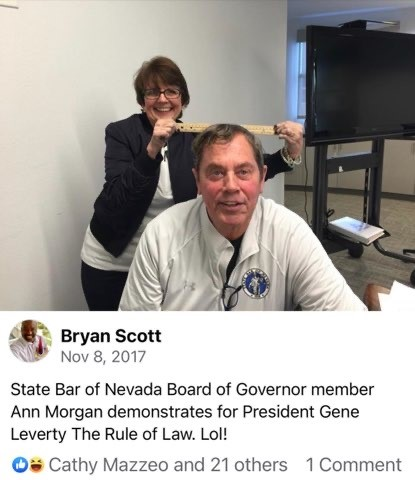 Bryan Scott
Nov 8, 2017
State Bar of Nevada Board of Governor member
Ann Morgan demonstrates for President Gene
Leverty The Rule of Law. Lol!
Cathy Mazzeo and 21 others 1 Comment